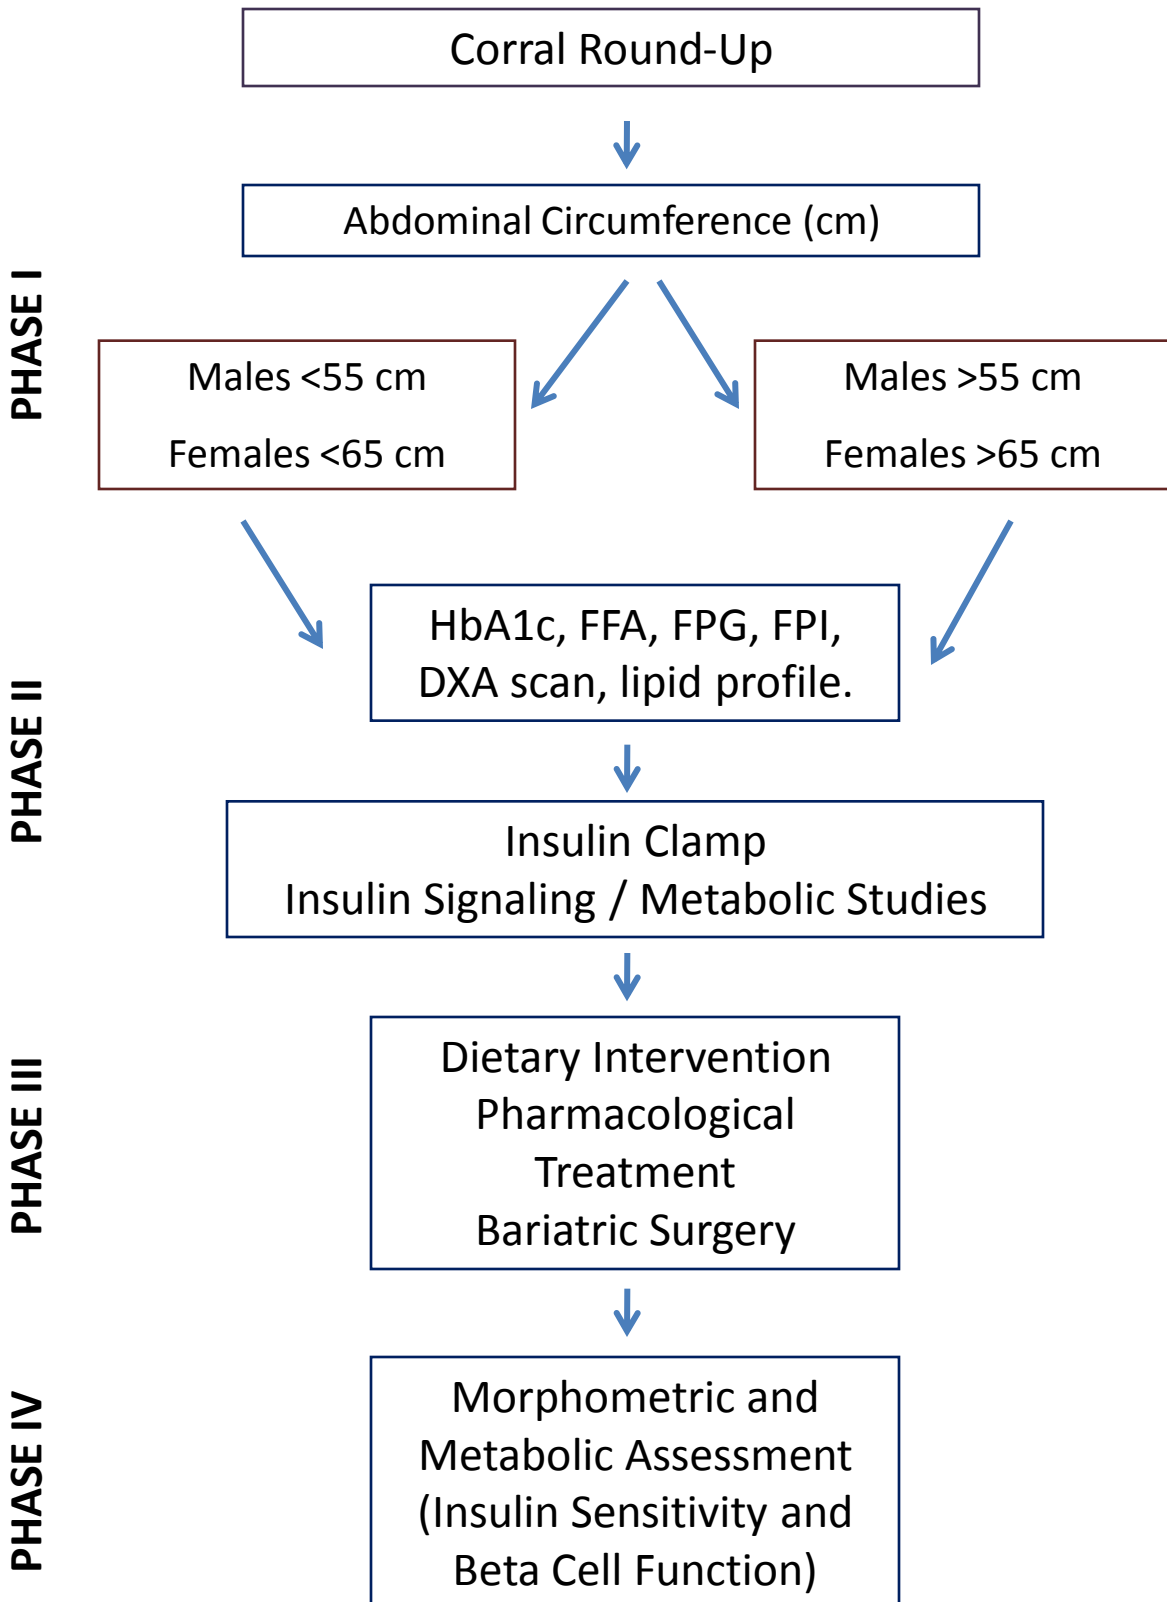 Corral Round-Up
Abdominal Circumference (cm)
PHASE I
Males <55 cm
Females <65 cm
Males >55 cm
Females >65 cm
PHASE II
HbA1c, FFA, FPG, FPI,
DXA scan, lipid profile.
Insulin Clamp
Insulin Signaling / Metabolic Studies
PHASE III
Dietary Intervention
Pharmacological
Treatment
Bariatric Surgery
PHASE IV
Morphometric and
Metabolic Assessment
(Insulin Sensitivity and
Beta Cell Function)